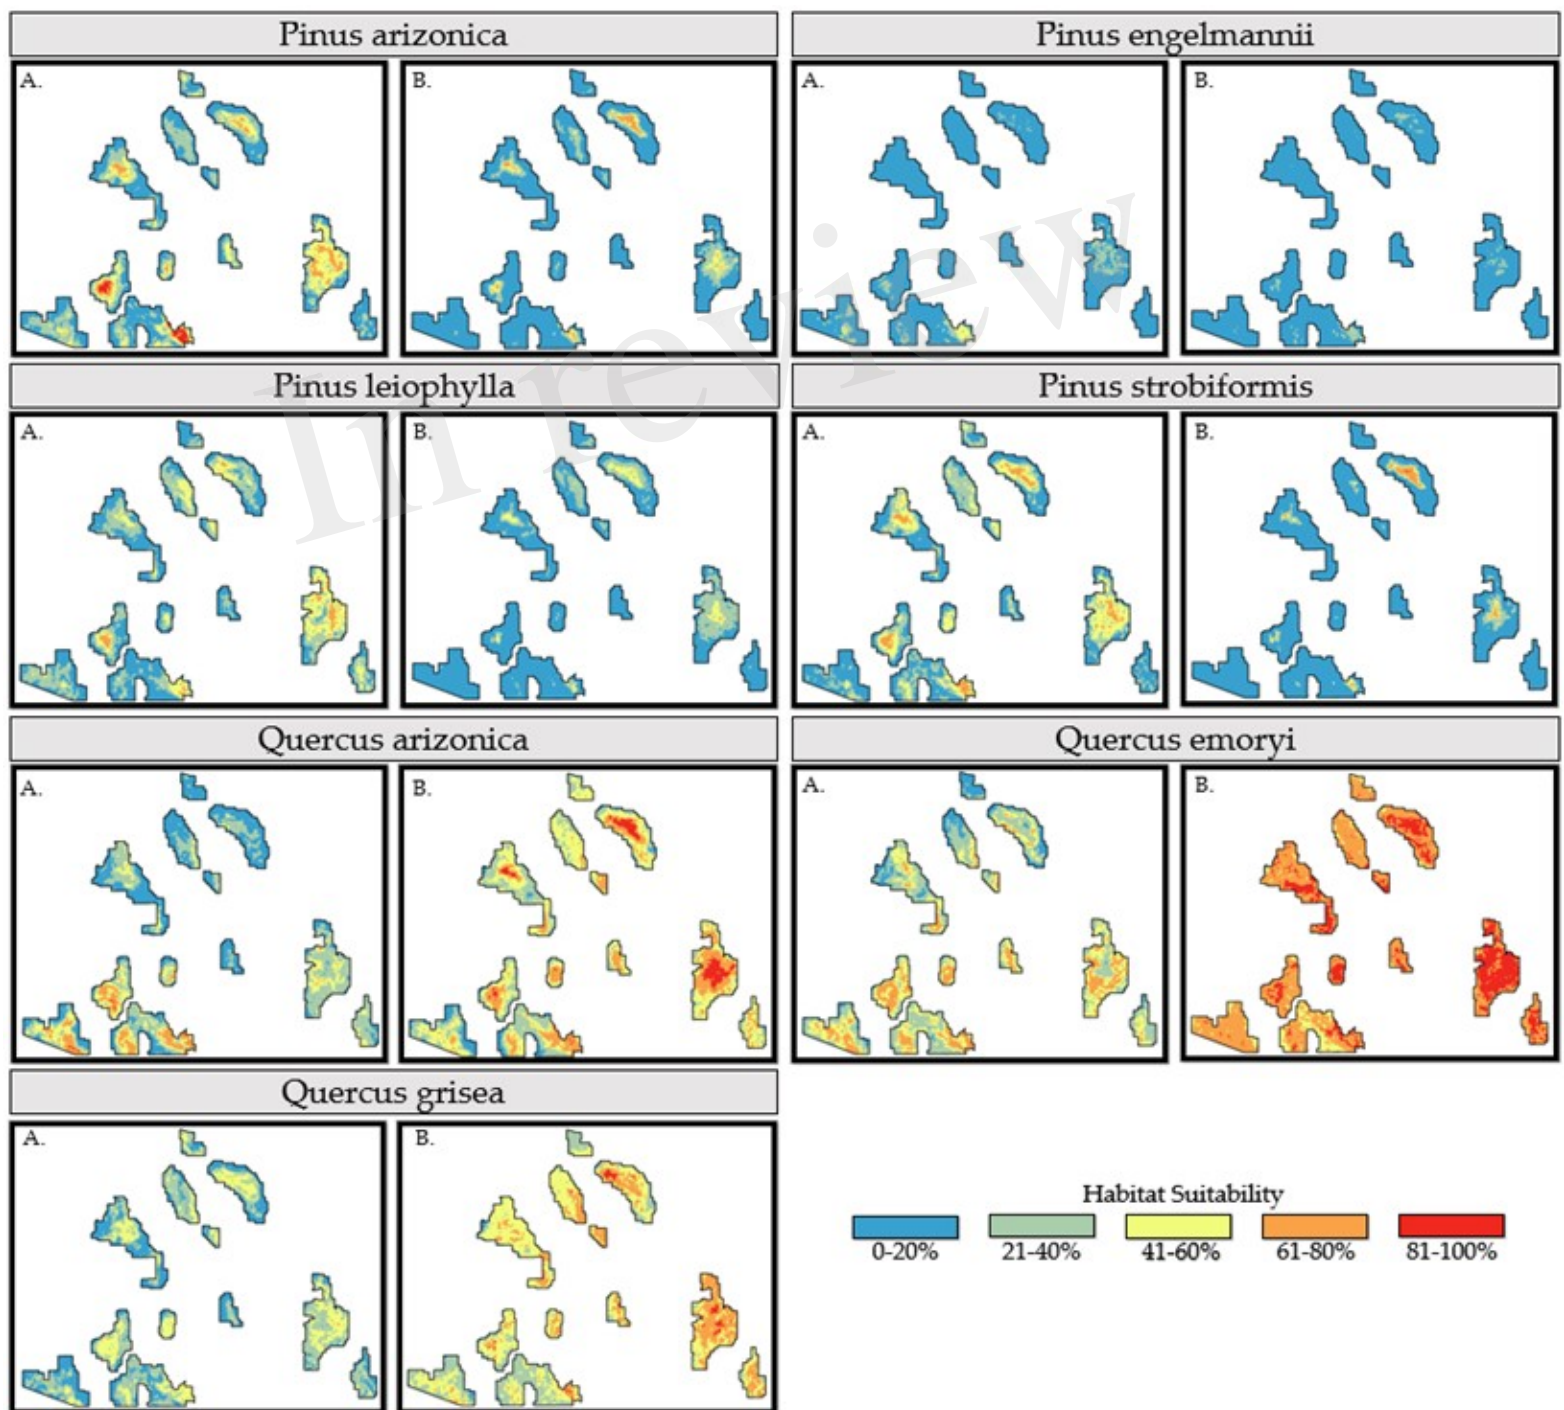 Pinus arizonica
Pinus engelmannii
A.
B.
A.
B.
Pinus leiophylla
Pinus strobiformis
A.
B.
A.
B.
Quercus arizonica
Quercus emoryi
A.
B.
A.
B.
Quercus grisea
A.
B.
Habitat Suitability
0-20%
21-40%
41-60%
61-80%
81-100%
In review